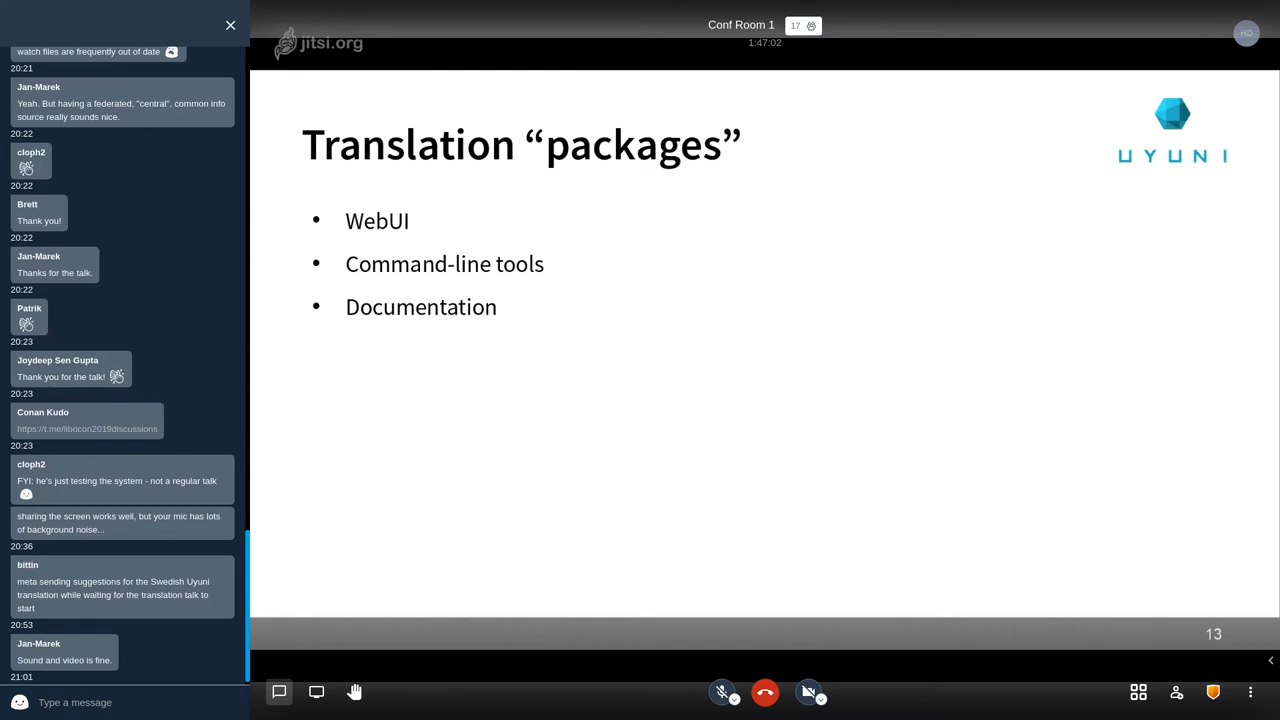 watch files are frequently out of date
20:21
Jan-Marek
Yeah. But having a federated, "central", common info
source really sounds nice.
20:22
cloph2
20:22
Brett
Thank you!
20:22
Jan-Marek
Thanks for the talk.
20:22
Patrik
20:23
Joydeep Sen Gupta
Thank you for the talk!
20:23
Conan Kudo
https://t.me/libocon2019discussions
20:23
cloph2
FYI: he's just testing the system - not a regular talk
sharing the screen works well, but your mic has lots
of background noise...
20:36
bittin
meta sending suggestions for the Swedish Uyuni
translation while waiting for the translation talk to
start
20:53
Jan-Marek
Sound and video is fine.
21:01
Type a message
jitsi.org
Conf Room 1
17
1:47:02
HD
Translation “packages”
UYUNI
• WebUI
• Command-line tools
• Documentation
13